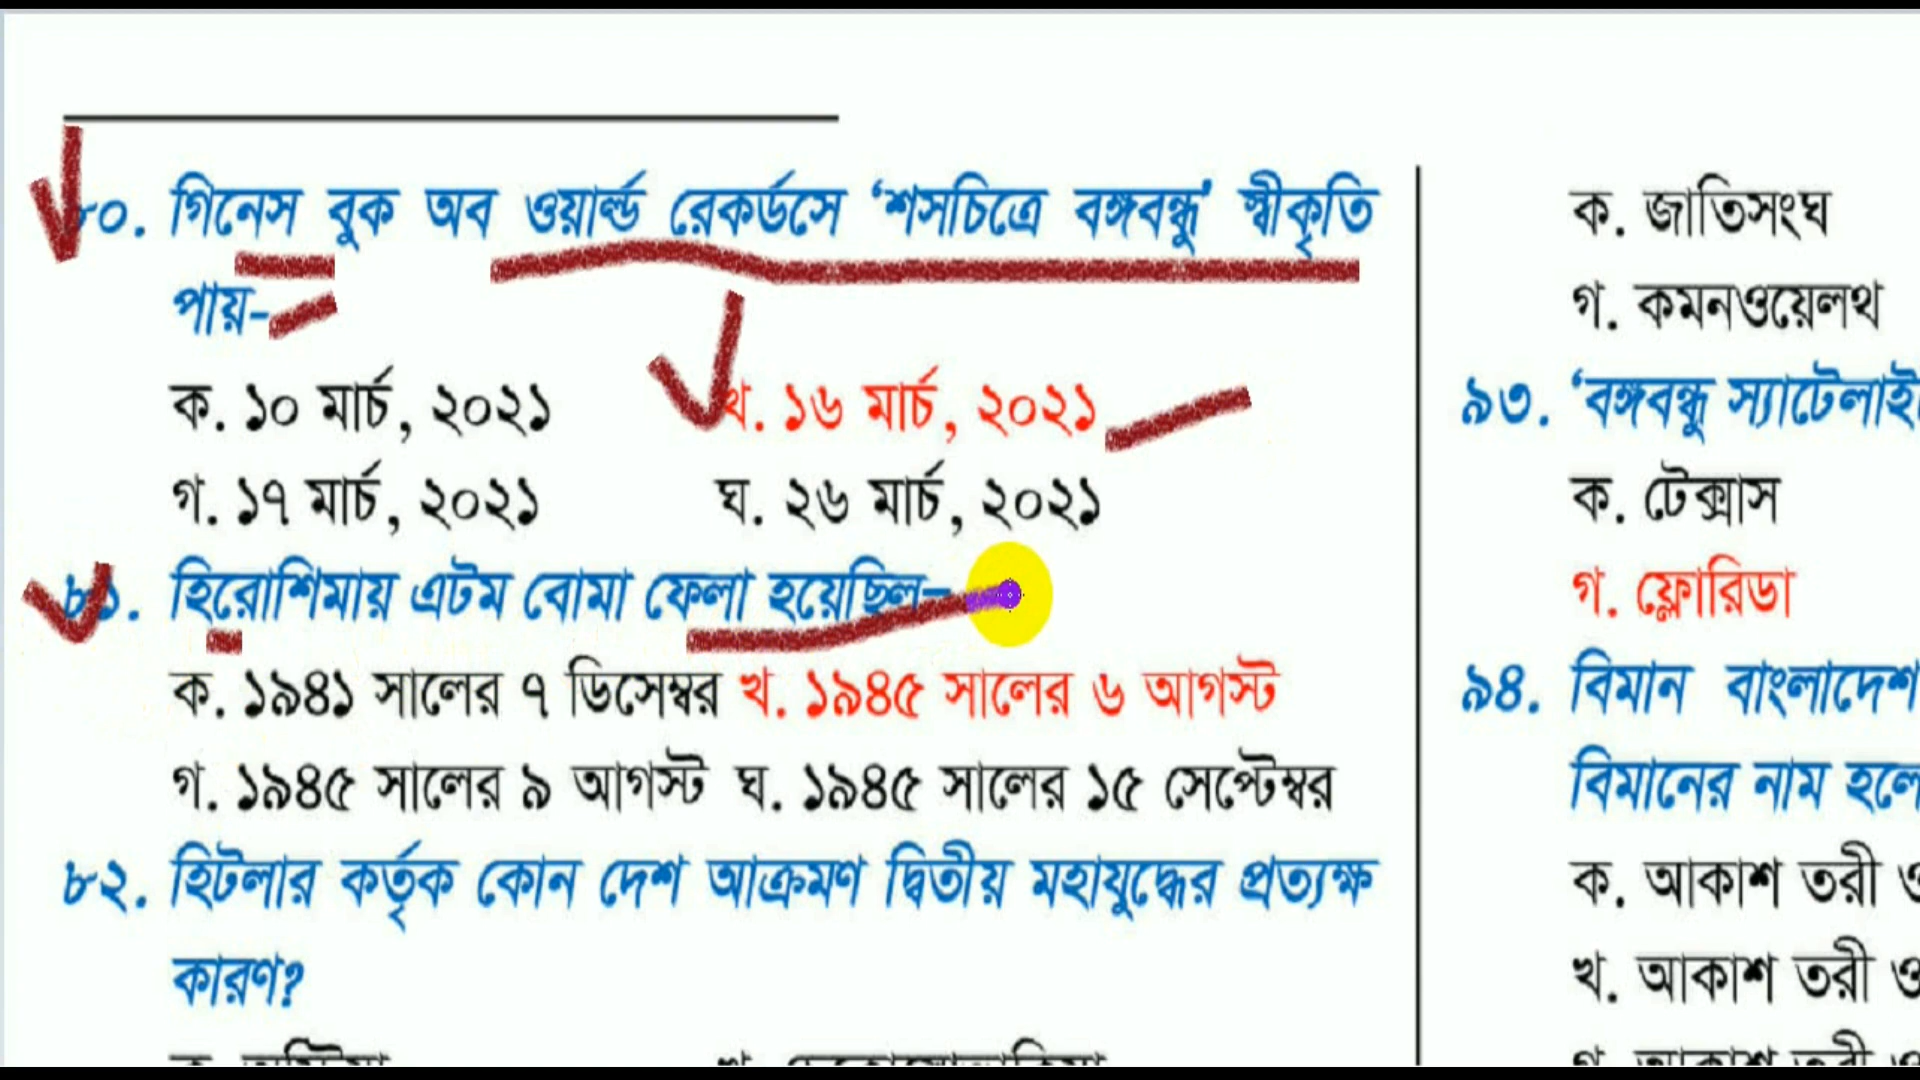 ৮০. গিনেস বুক অব ওয়ার্ল্ড রেকর্ডসে ‘শসচিত্রে বঙ্গবন্ধু’ স্বীকৃতি
পায়-
ক. ১০ মার্চ, ২০২১ খ. ১৬ মার্চ, ২০২১
গ. ১৭ মার্চ, ২০২১ ঘ. ২৬ মার্চ, ২০২১
৮১. হিরোশিমায় এটম বোমা ফেলা হয়েছিল-
ক. ১৯৪১ সালের ৭ ডিসেম্বর খ. ১৯৪৫ সালের ৬ আগস্ট
গ. ১৯৪৫ সালের ৯ আগস্ট ঘ. ১৯৪৫ সালের ১৫ সেপ্টেম্বর
৮২. হিটলার কর্তৃক কোন দেশ আক্রমণ দ্বিতীয় মহাযুদ্ধের প্রত্যক্ষ
কারণ?
ক. জাতিসংঘ
গ. কমনওয়েলথ
৯৩. ‘বঙ্গবন্ধু স্যাটেলাই
ক. টেক্সাস
গ. ফ্লোরিডা
৯৪. বিমান বাংলাদেশ
বিমানের নাম হলো
ক. আকাশ তরী ও
খ. আকাশ তরী ও
গ. আকাশ তরী ও